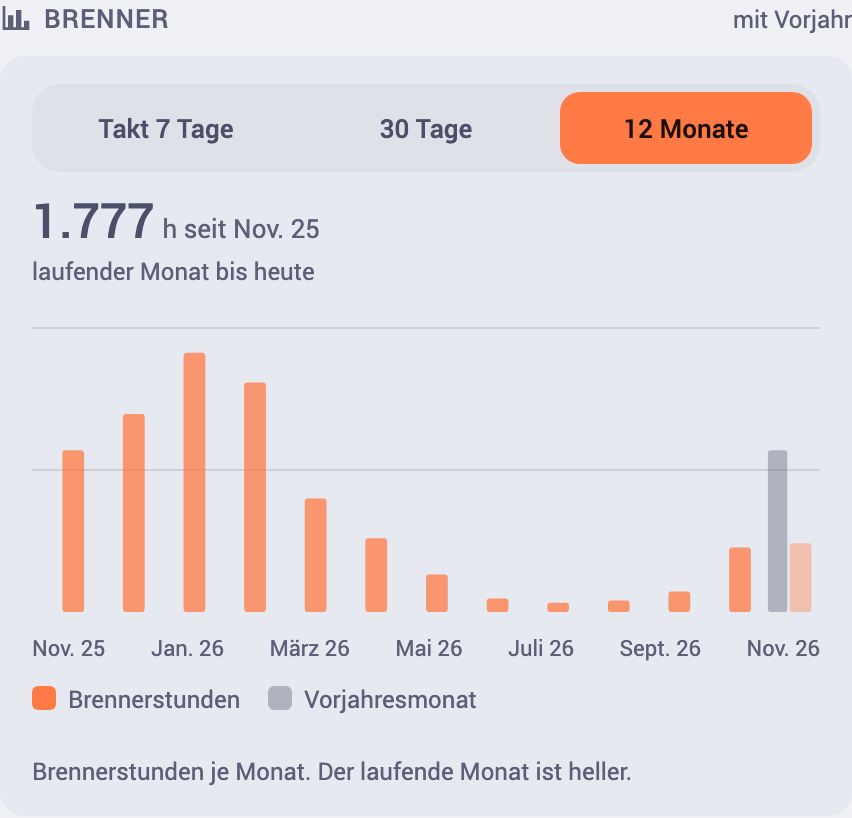 BRENNER
mit Vorjahr
Takt 7 Tage
30 Tage
12 Monate
1.777 h seit Nov. 25
laufender Monat bis heute
Nov. 25 Jan. 26 März 26 Mai 26 Juli 26 Sept. 26 Nov. 26
Brennerstunden Vorjahresmonat
Brennerstunden je Monat. Der laufende Monat ist heller.